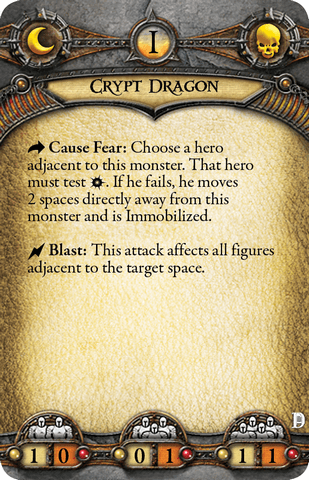 I
CRYPT DRAGON
Cause Fear: Choose a hero
adjacent to this monster. That hero
must test . If he fails, he moves
2 spaces directly away from this
monster and is Immobilized.
Blast: This attack affects all figures
adjacent to the target space.
D
1 0 0 1 1 1